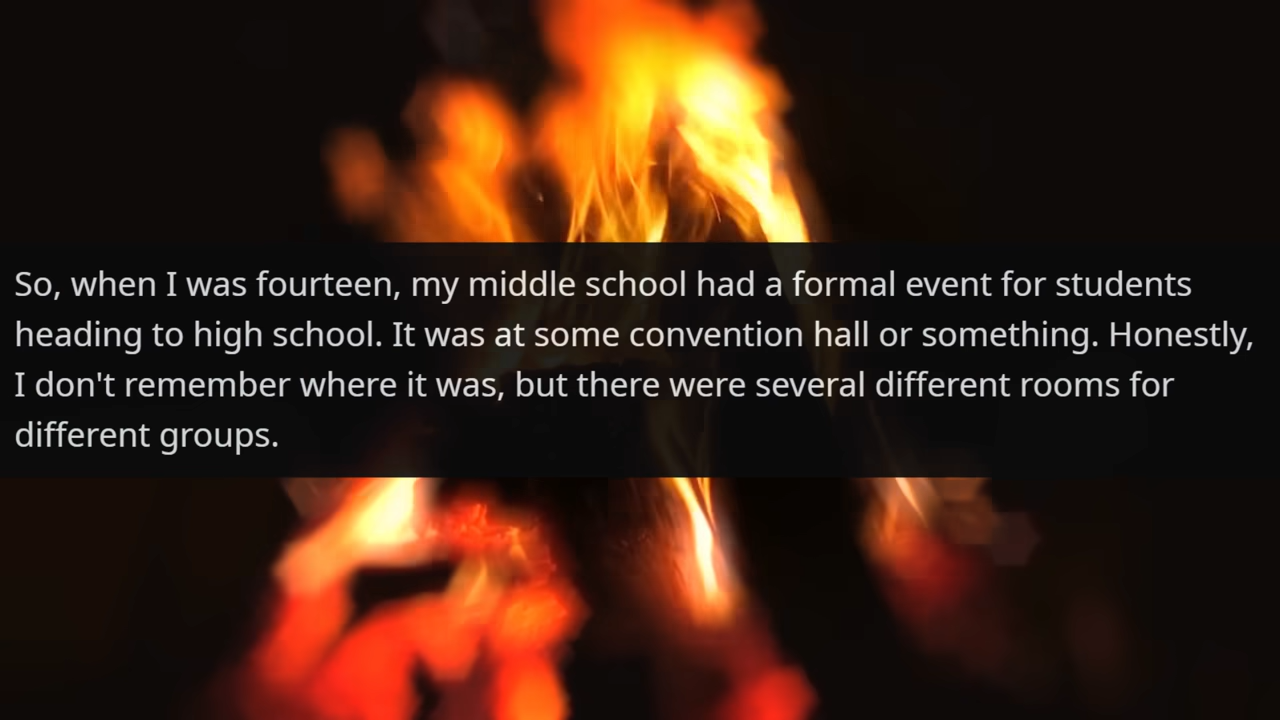 So, when I was fourteen, my middle school had a formal event for students
heading to high school. It was at some convention hall or something. Honestly,
I don't remember where it was, but there were several different rooms for
different groups.